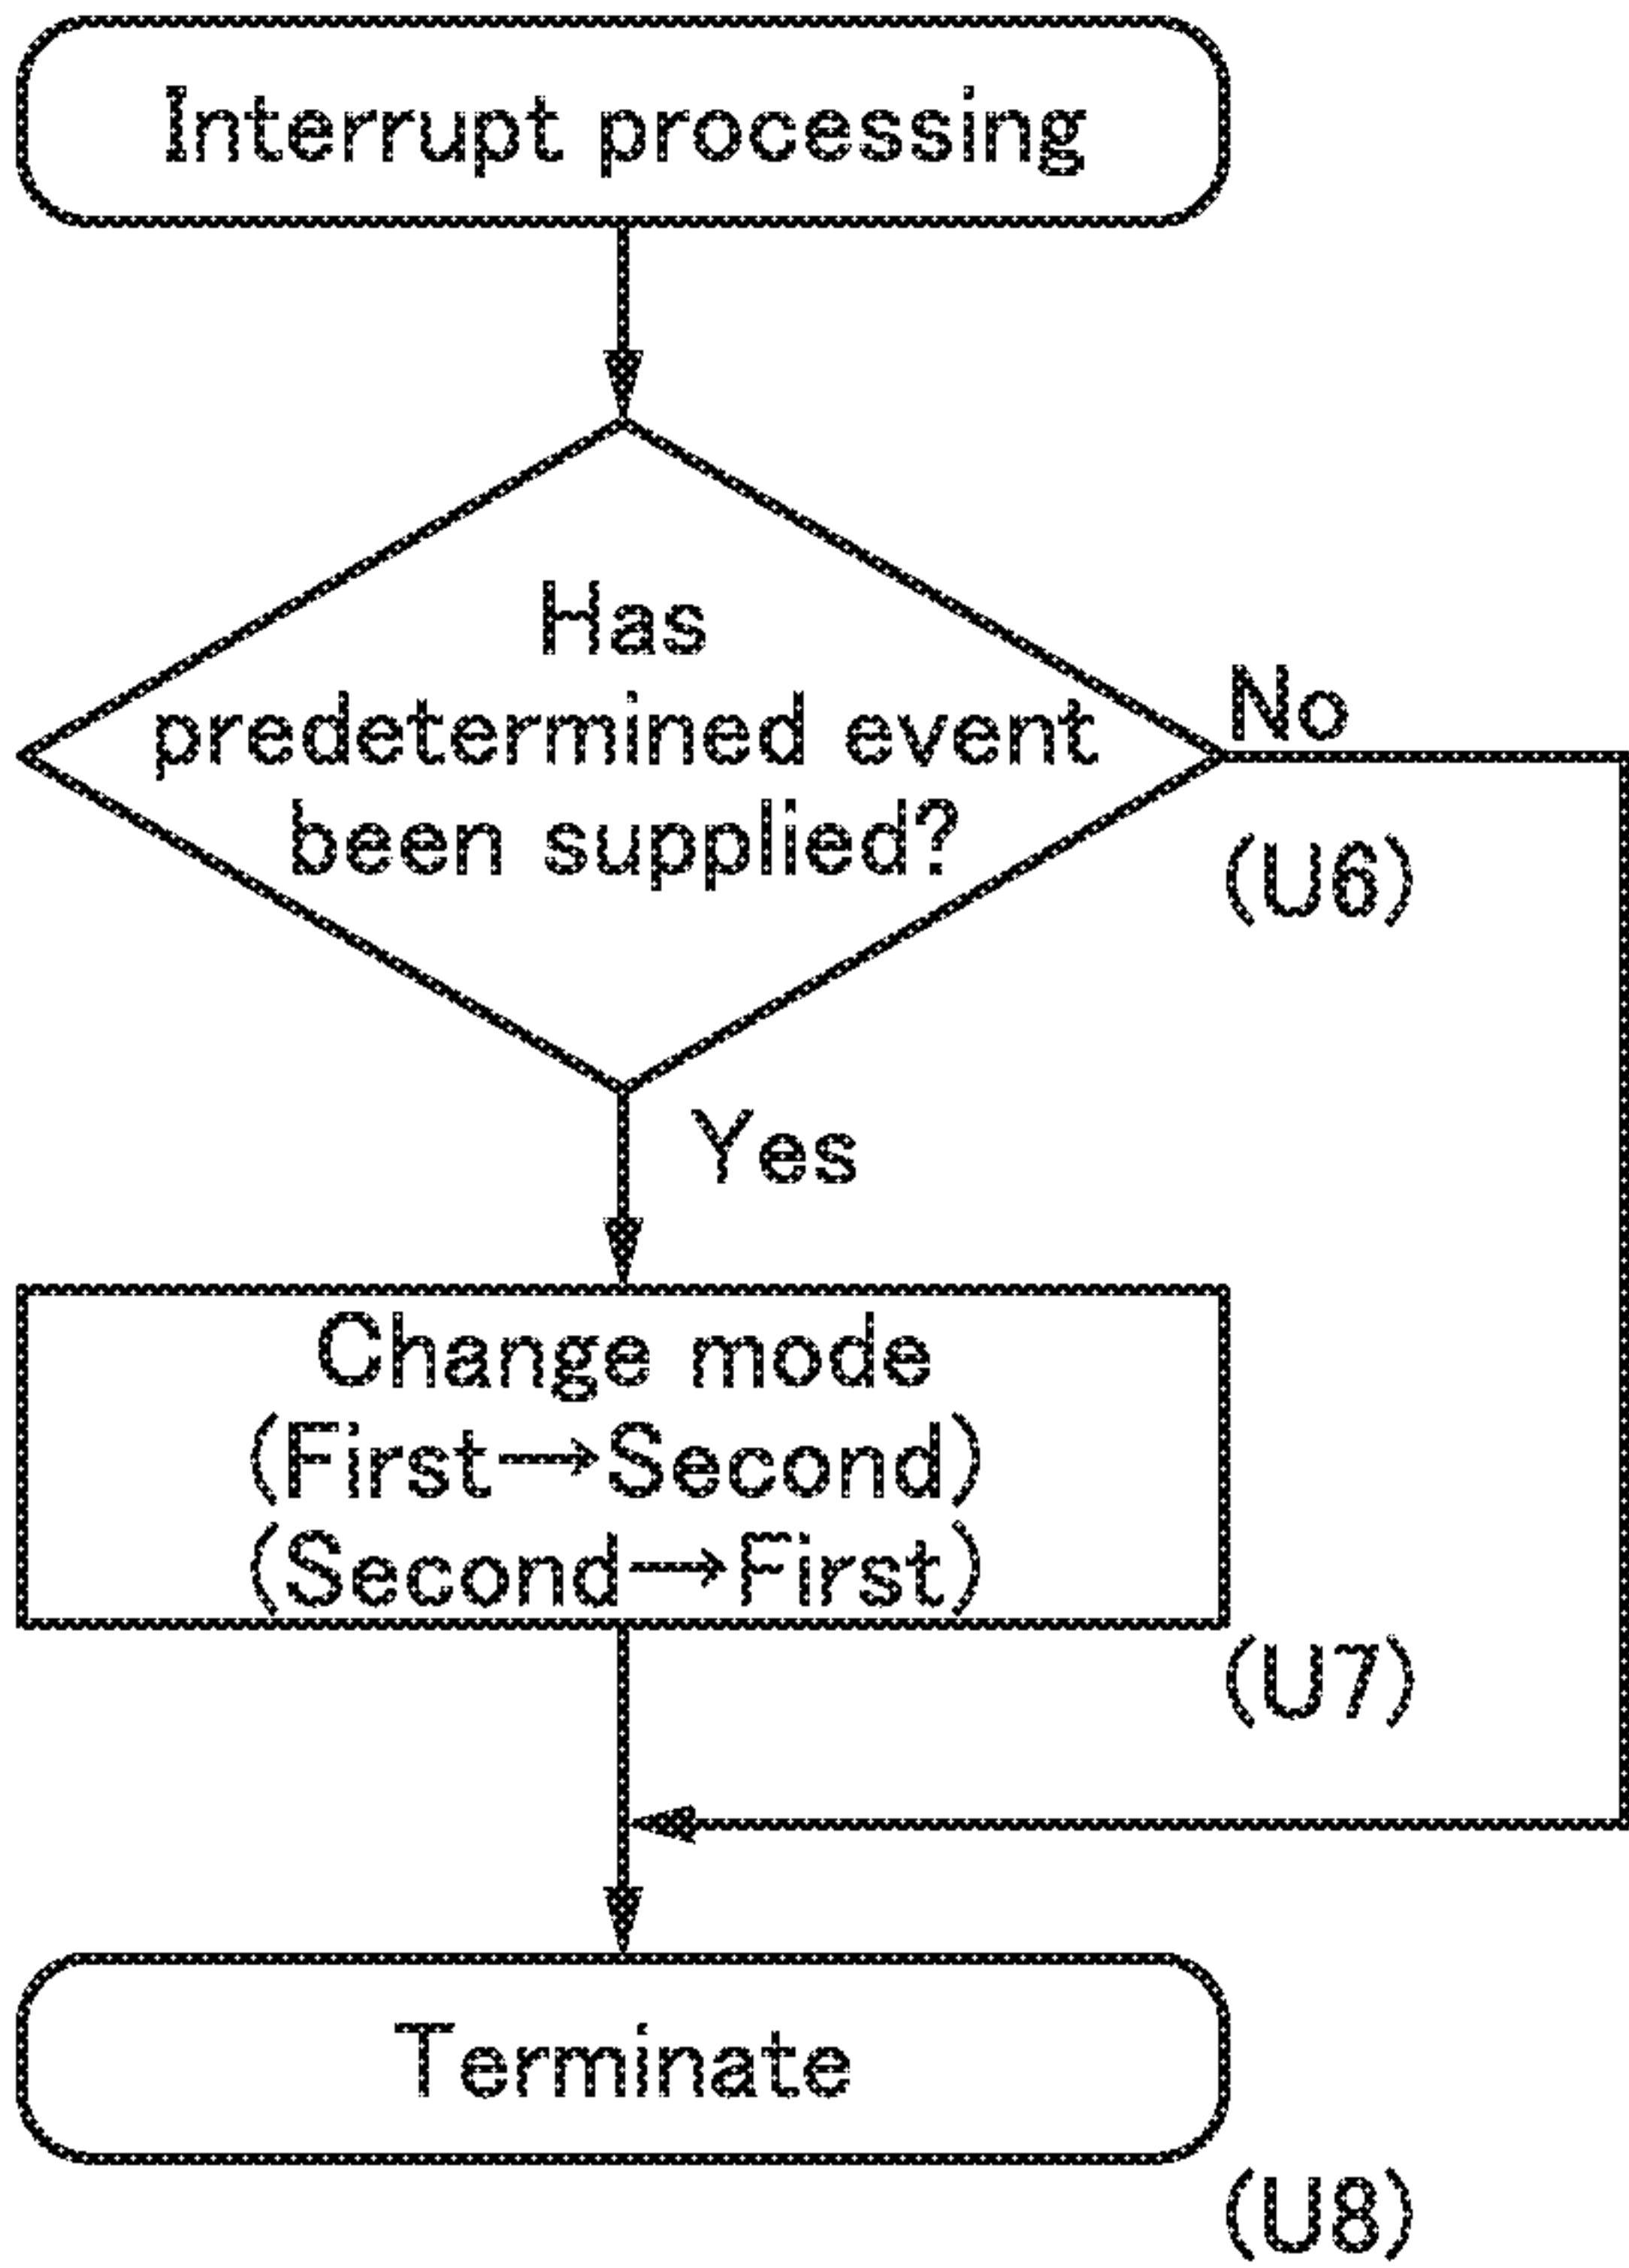 Interrupt processing
Has
predetermined event
been supplied?
No
(U6)
Yes
Change mode
(First→Second)
(Second→First)
(U7)
Terminate
(U8)